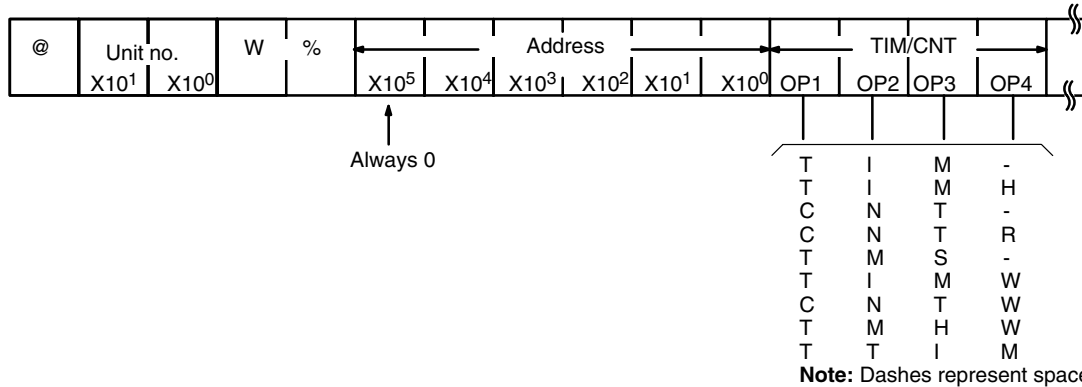 @ Unit no. W % Address TIM/CNT
X10¹ X10⁰ X10⁵ X10⁴ X10³ X10² X10¹ X10⁰ OP1 OP2 OP3 OP4
Always 0
T I M -
T I M H
C N T -
C N T R
T M S -
T I M W
C N T W
T M H W
T T I M
Note: Dashes represent space